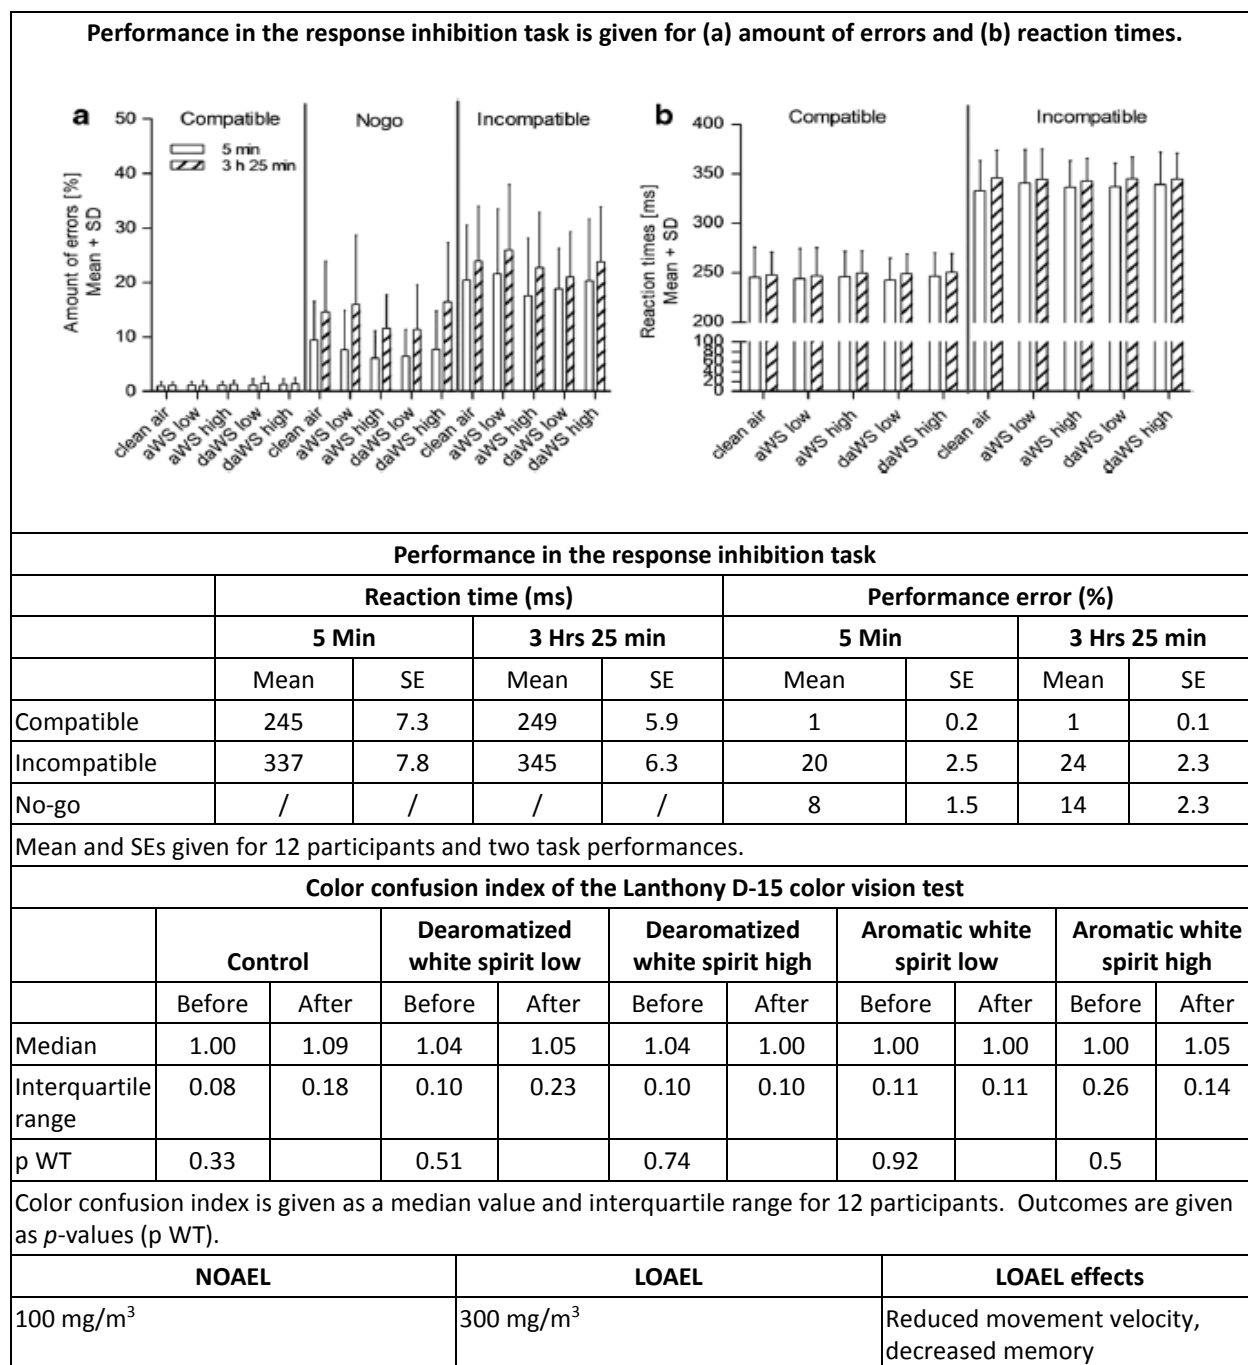 Performance in the response inhibition task is given for (a) amount of errors and (b) reaction times.
a
50
40
30
20
10
0
Amount of errors [%]
Mean + SD
Compatible
Nogo
Incompatible
5 min
3 h 25 min
clean air
aWS low
aWS high
daWS low
daWS high
clean air
aWS low
aWS high
daWS low
daWS high
clean air
aWS low
aWS high
daWS low
daWS high
b
400
350
300
250
200
100
80
60
40
20
0
Reaction times [ms]
Mean + SD
Compatible
Incompatible
clean air
aWS low
aWS high
daWS low
daWS high
clean air
aWS low
aWS high
daWS low
daWS high
Performance in the response inhibition task
Reaction time (ms) Performance error (%)
5 Min 3 Hrs 25 min 5 Min 3 Hrs 25 min
Mean SE Mean SE Mean SE Mean SE
Compatible 245 7.3 249 5.9 1 0.2 1 0.1
Incompatible 337 7.8 345 6.3 20 2.5 24 2.3
No-go / / / / 8 1.5 14 2.3
Mean and SEs given for 12 participants and two task performances.
Color confusion index of the Lanthony D-15 color vision test
Control Dearomatized white spirit low Dearomatized white spirit high Aromatic white spirit low Aromatic white spirit high
Before After Before After Before After Before After Before After
Median 1.00 1.09 1.04 1.05 1.04 1.00 1.00 1.00 1.00 1.05
Interquartile range 0.08 0.18 0.10 0.23 0.10 0.10 0.11 0.11 0.26 0.14
p WT 0.33 0.51 0.74 0.92 0.5
Color confusion index is given as a median value and interquartile range for 12 participants. Outcomes are given
as p-values (p WT).
NOAEL LOAEL LOAEL effects
100 mg/m³ 300 mg/m³ Reduced movement velocity,
decreased memory